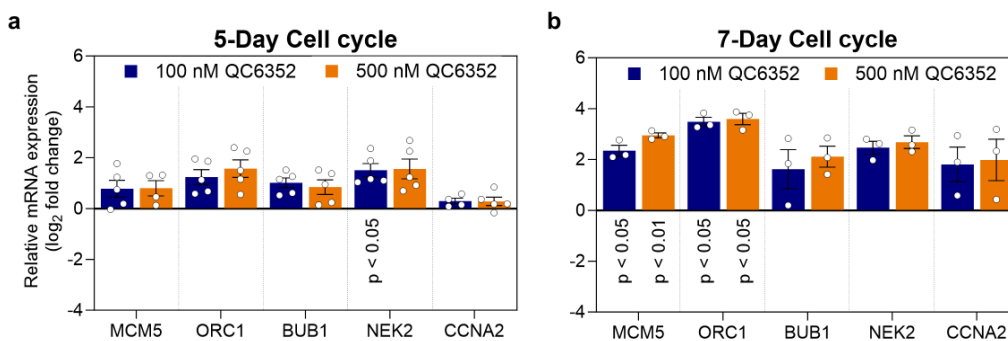 a
5-Day Cell cycle
100 nM QC6352
500 nM QC6352
Relative mRNA expression
(log₂ fold change)
6
4
2
0
-2
-4
p < 0.05
MCM5 ORC1 BUB1 NEK2 CCNA2
b
7-Day Cell cycle
100 nM QC6352
500 nM QC6352
6
4
2
0
-2
-4
p < 0.05
p < 0.01
p < 0.05
p < 0.05
MCM5 ORC1 BUB1 NEK2 CCNA2